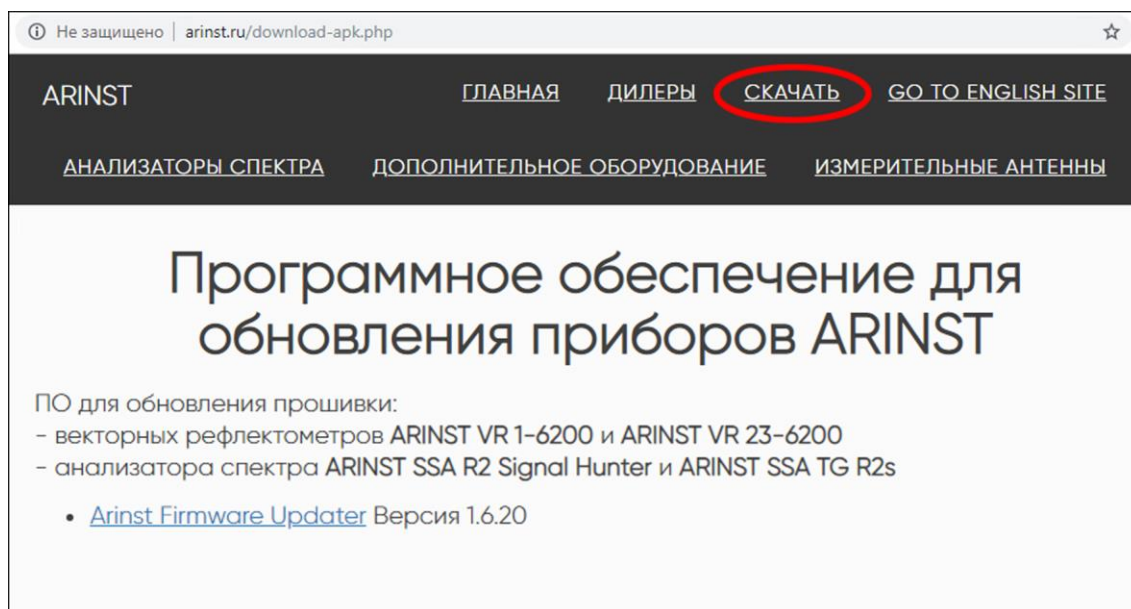 Не защищено | arinst.ru/download-apk.php
ARINST ГЛАВНАЯ ДИЛЕРЫ СКАЧАТЬ GO TO ENGLISH SITE
АНАЛИЗАТОРЫ СПЕКТРА ДОПОЛНИТЕЛЬНОЕ ОБОРУДОВАНИЕ ИЗМЕРИТЕЛЬНЫЕ АНТЕННЫ
Программное обеспечение для
обновления приборов ARINST
ПО для обновления прошивки:
- векторных рефлектометров ARINST VR 1-6200 и ARINST VR 23-6200
- анализатора спектра ARINST SSA R2 Signal Hunter и ARINST SSA TG R2s
• Arinst Firmware Updater Версия 1.6.20